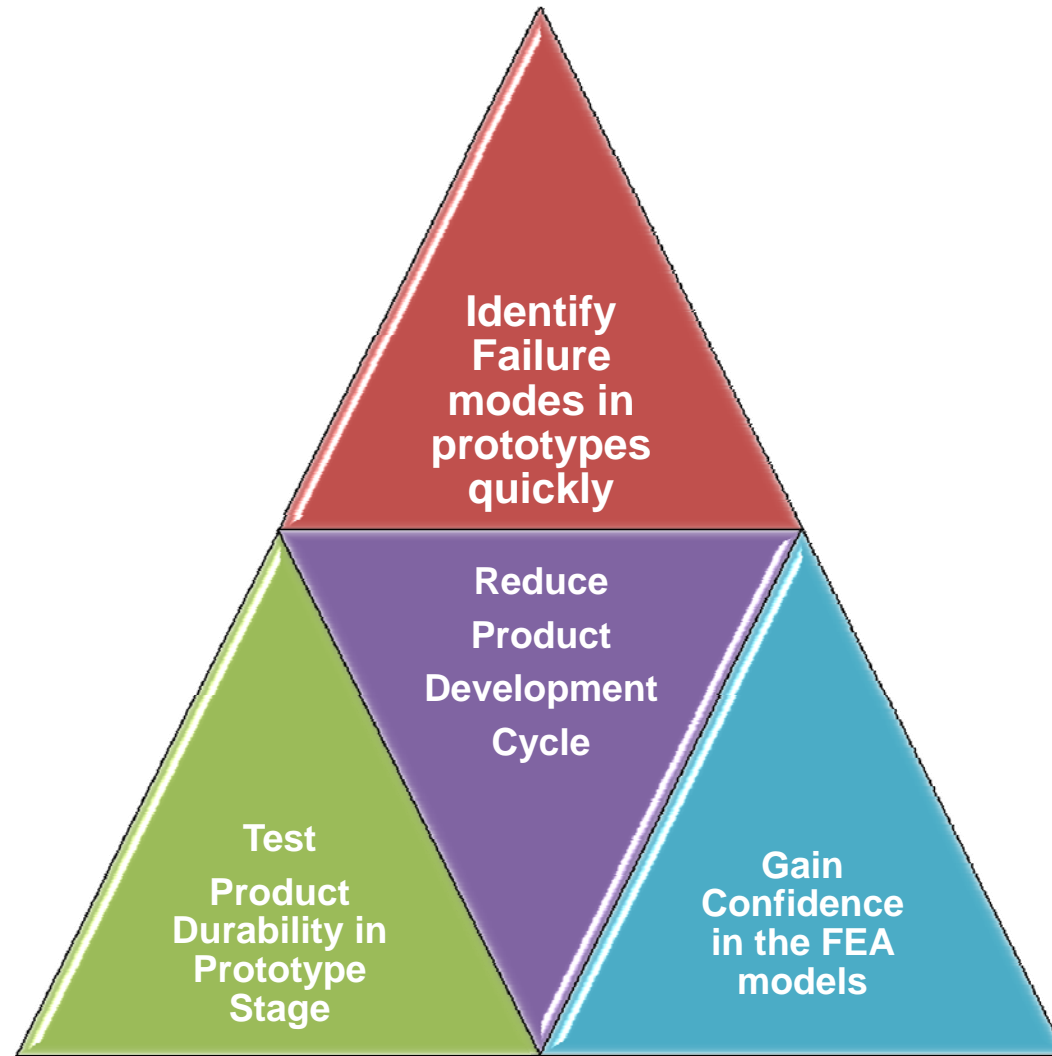 Identify
Failure
modes in
prototypes
quickly
Reduce
Product
Development
Cycle
Test
Product
Durability in
Prototype
Stage
Gain
Confidence
in the FEA
models